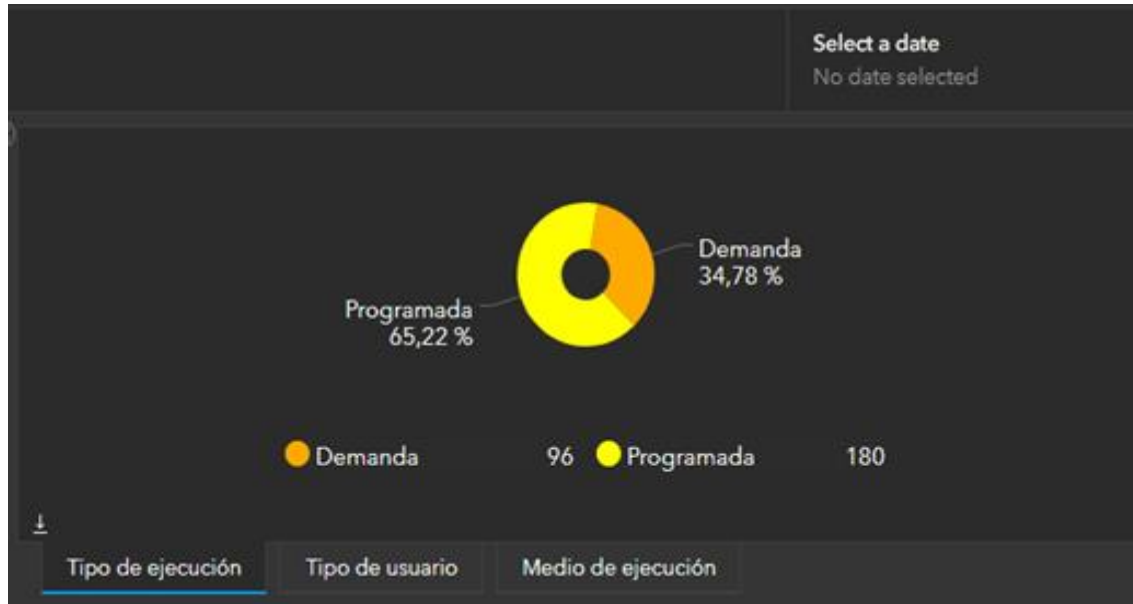 Select a date
No date selected
Demanda
34,78 %
Programada
65,22 %
Demanda 96 Programada 180
Tipo de ejecución Tipo de usuario Medio de ejecución